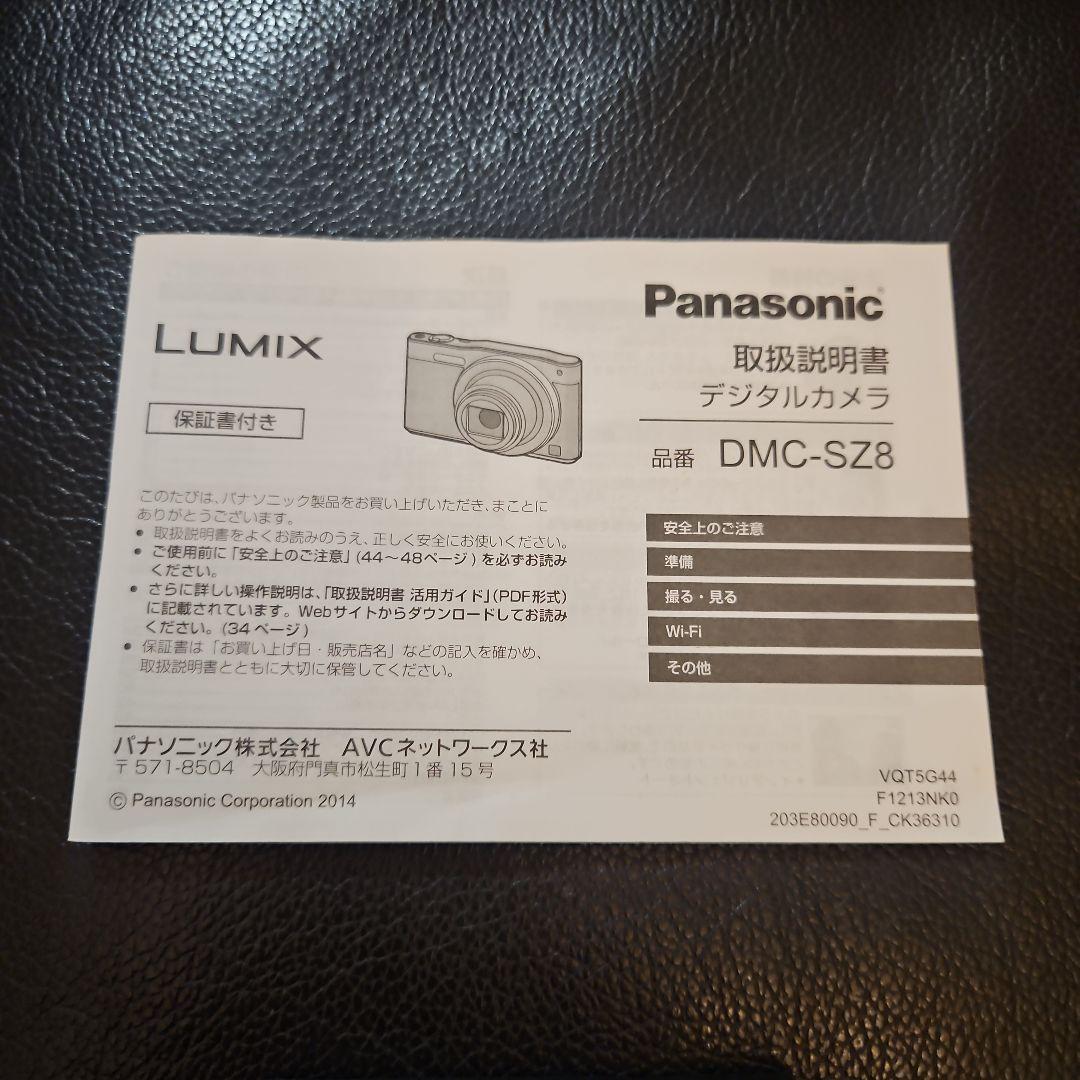 LUMIX
保証書付き
このたびは、パナソニック製品をお買い上げいただき、まことに
ありがとうございます。
● 取扱説明書をよくお読みのうえ、正しく安全にお使いください。
● ご使用前に「安全上のご注意」(44～48ページ)を必ずお読み
ください。
● さらに詳しい操作説明は、「取扱説明書 活用ガイド」(PDF形式)
に記載されています。Webサイトからダウンロードしてお読み
ください。(34ページ)
● 保証書は「お買い上げ日・販売店名」などの記入を確かめ、
取扱説明書とともに大切に保管してください。
パナソニック株式会社 AVCネットワークス社
〒571-8504 大阪府門真市松生町1番15号
© Panasonic Corporation 2014
Panasonic®
取扱説明書
デジタルカメラ
品番 DMC-SZ8
安全上のご注意
準備
撮る・見る
Wi-Fi
その他
VQT5G44
F1213NK0
203E80090_F_CK36310